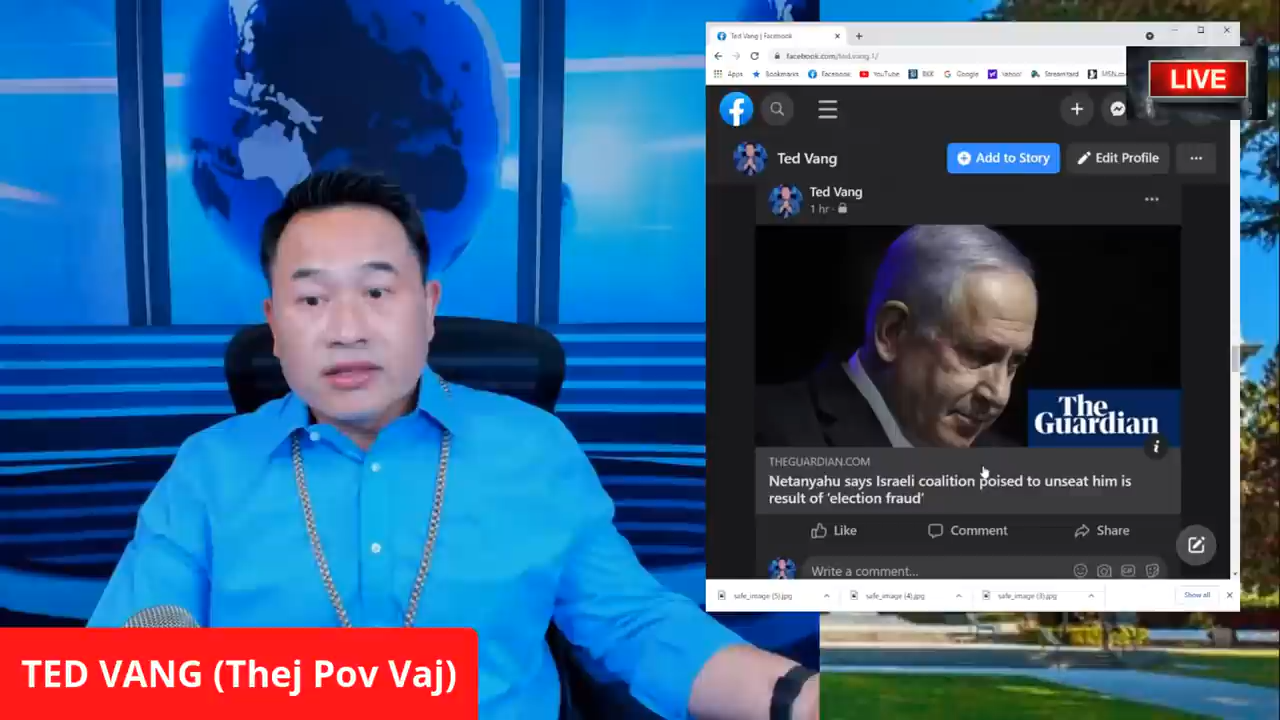 Ted Vang | Facebook
facebook.com/ted.vang.1/
Apps Bookmarks Facebook YouTube BKK Google Yahoo! StreamYard
LIVE
Ted Vang
Add to Story
Edit Profile
Ted Vang
1 hr ·
The
Guardian
THEGUARDIAN.COM
Netanyahu says Israeli coalition poised to unseat him is
result of 'election fraud'
Like
Comment
Share
Write a comment...
GIF
safe_image (5).jpg
safe_image (4).jpg
safe_image (3).jpg
Show all
TED VANG (Thej Pov Vaj)